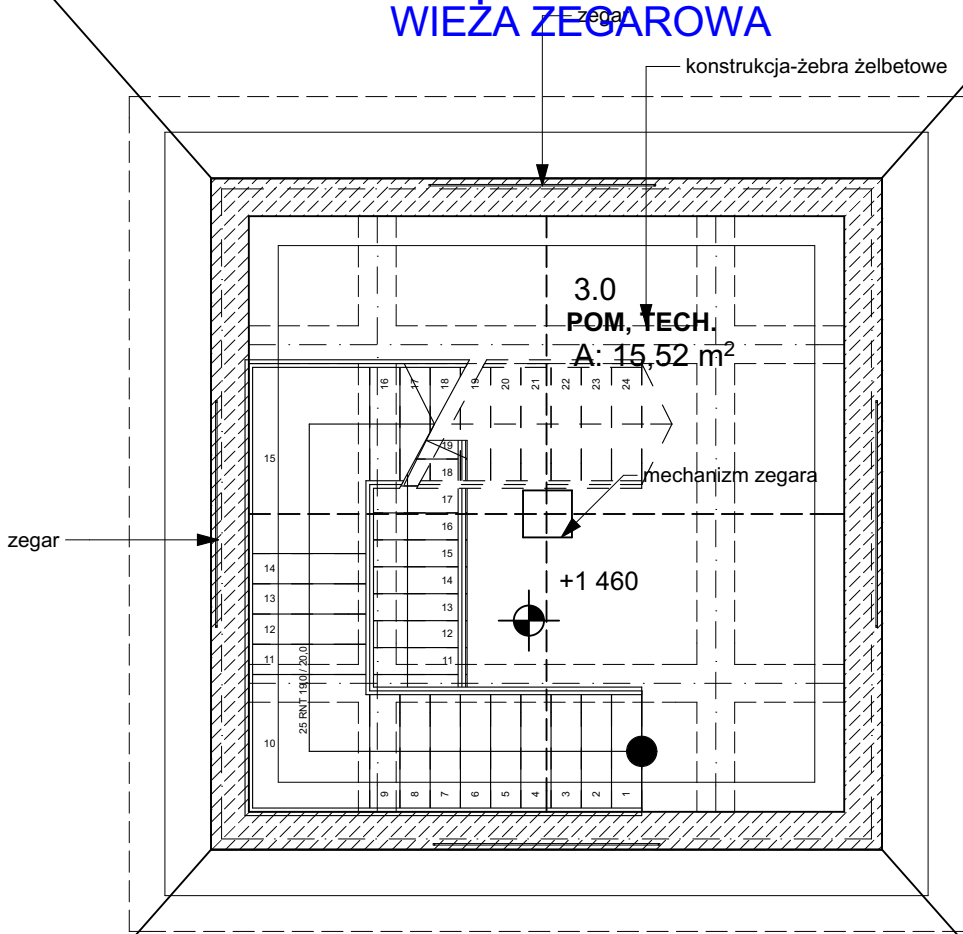 zegar
WIEŻA ZEGAROWA
konstrukcja-żebra żelbetowe
3.0
POM, TECH.
A: 15,52 m²
16 17 18 19 20 21 22 23 24
15
19
18
mechanizm zegara
17
16
zegar
15
14
14
13
+1 460
13
12
12
11
11
25 RNT 19,0 / 20,0
10
9 8 7 6 5 4 3 2 1